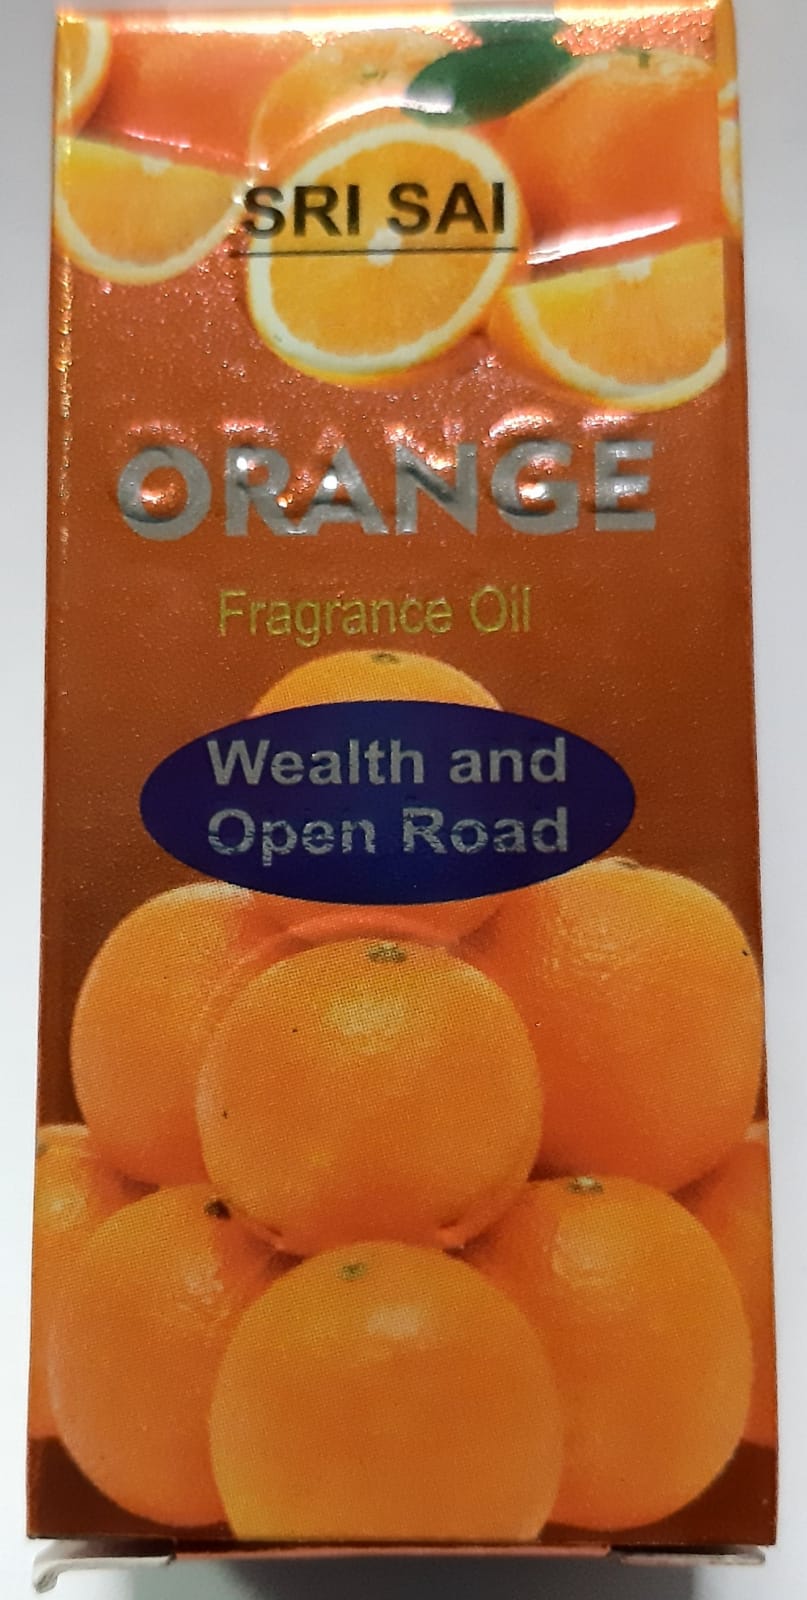 SRI SAI
ORANGE
Fragrance Oil
Wealth and
Open Road